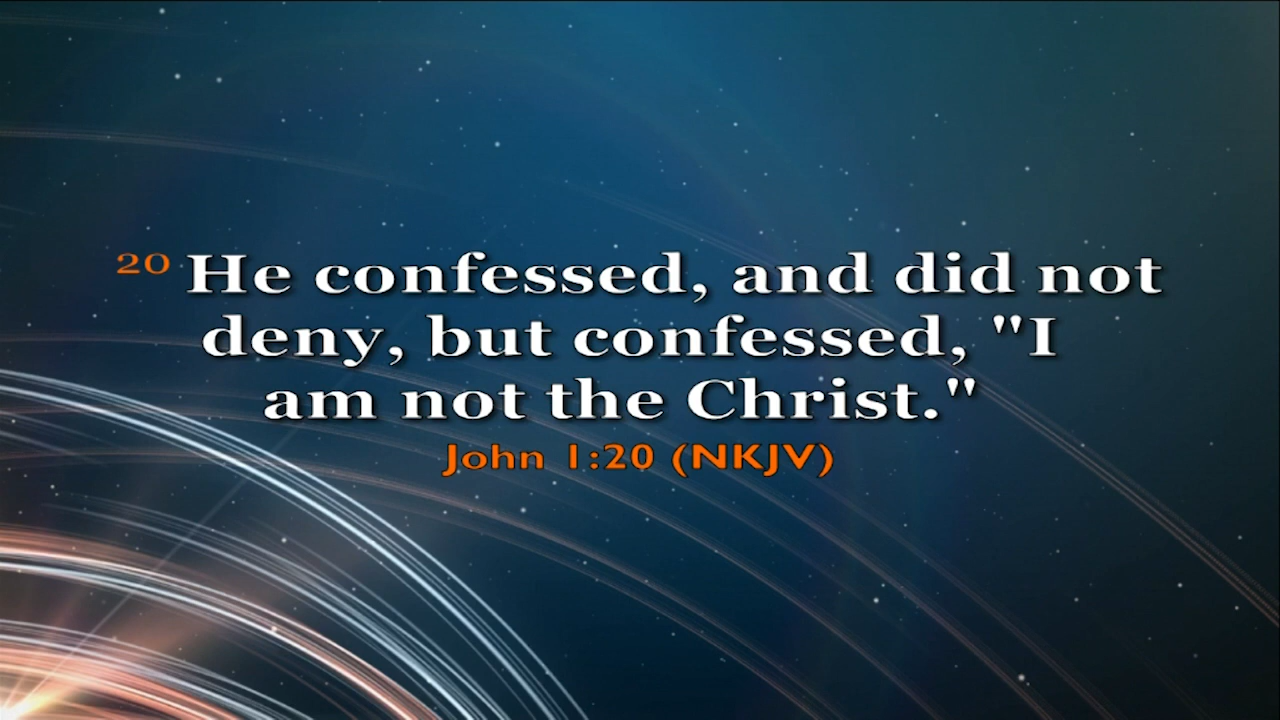 20 He confessed, and did not
deny, but confessed, "I
am not the Christ."
John 1:20 (NKJV)